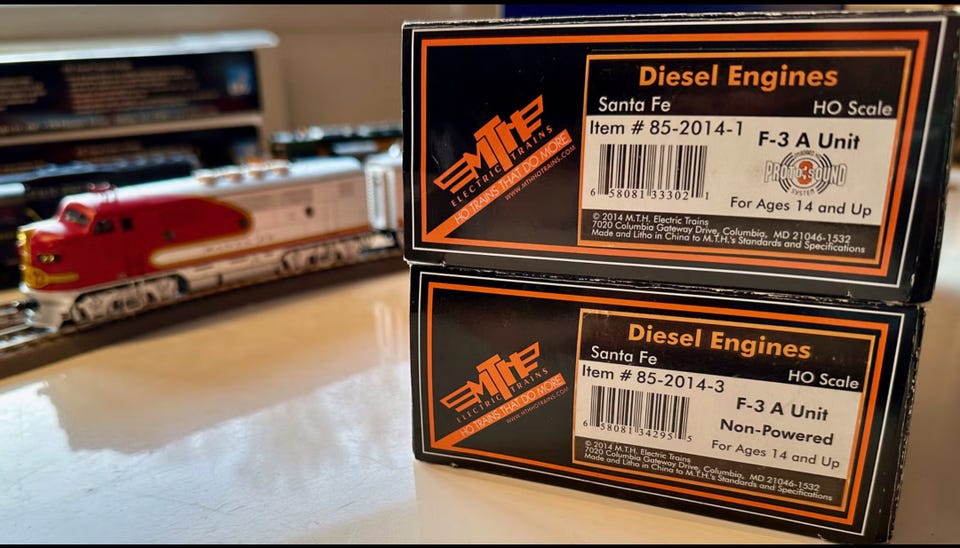 Diesel Engines
Santa Fe
HO Scale
Item # 85-2014-1
F-3 A Unit
6 58081 33302 1
PROTO 3 SOUND
SYSTEM
For Ages 14 and Up
© 2014 M.T.H. Electric Trains
7020 Columbia Gateway Drive, Columbia, MD 21046-1532
Made and Litho in China to M.T.H.'s Standards and Specifications
MTH
ELECTRIC TRAINS
HO TRAINS THAT DO MORE
WWW.MTHHOTRAINS.COM
Diesel Engines
Santa Fe
HO Scale
Item # 85-2014-3
F-3 A Unit
6 58081 34295 5
Non-Powered
For Ages 14 and Up
© 2014 M.T.H. Electric Trains
7020 Columbia Gateway Drive, Columbia, MD 21046-1532
Made and Litho in China to M.T.H.'s Standards and Specifications
MTH
ELECTRIC TRAINS
HO TRAINS THAT DO MORE
WWW.MTHHOTRAINS.COM